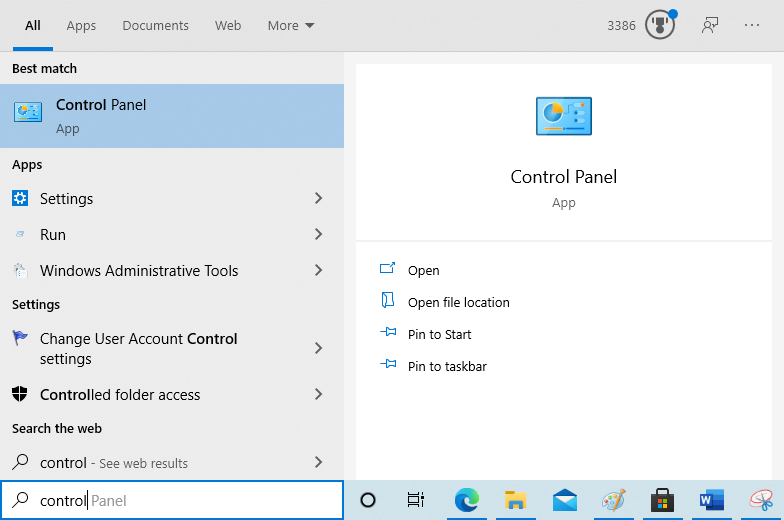 All Apps Documents Web More 3386 ...
Best match
Control Panel
App
Apps
Settings
Run
Windows Administrative Tools
Settings
Change User Account Control
settings
Controlled folder access
Search the web
control - See web results
control Panel
Control Panel
App
Open
Open file location
Pin to Start
Pin to taskbar
W